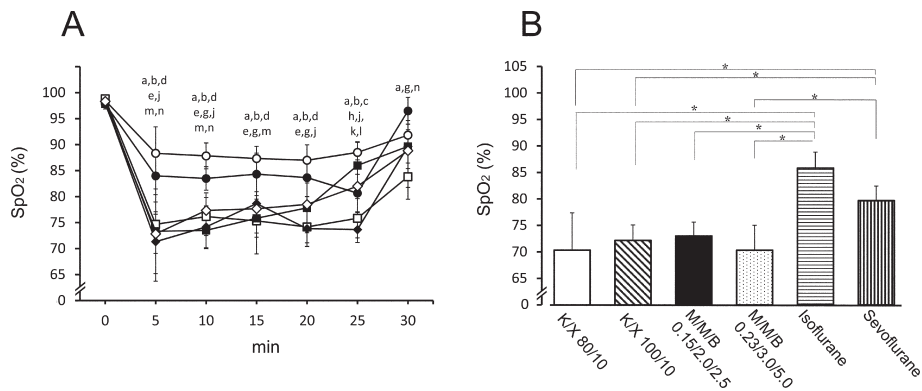 A
SpO2 (%)
105
95
90
85
80
75
70
65
0
a,b,d
e,j
m,n
a,b,d
e,g,j
m,n
a,b,d
e,g,m
a,b,d
e,g,j
a,b,c
h,j,
k,l
a,g,n
0 5 10 15 20 25 30
min
B
SpO2 (%)
105
100
95
90
85
80
70
65
0
*
*
*
*
*
*
*
K/X 80/10
K/X 100/10
M/M/B
0.15/2.0/2.5
M/M/B
0.23/3.0/5.0
Isoflurane
Sevoflurane